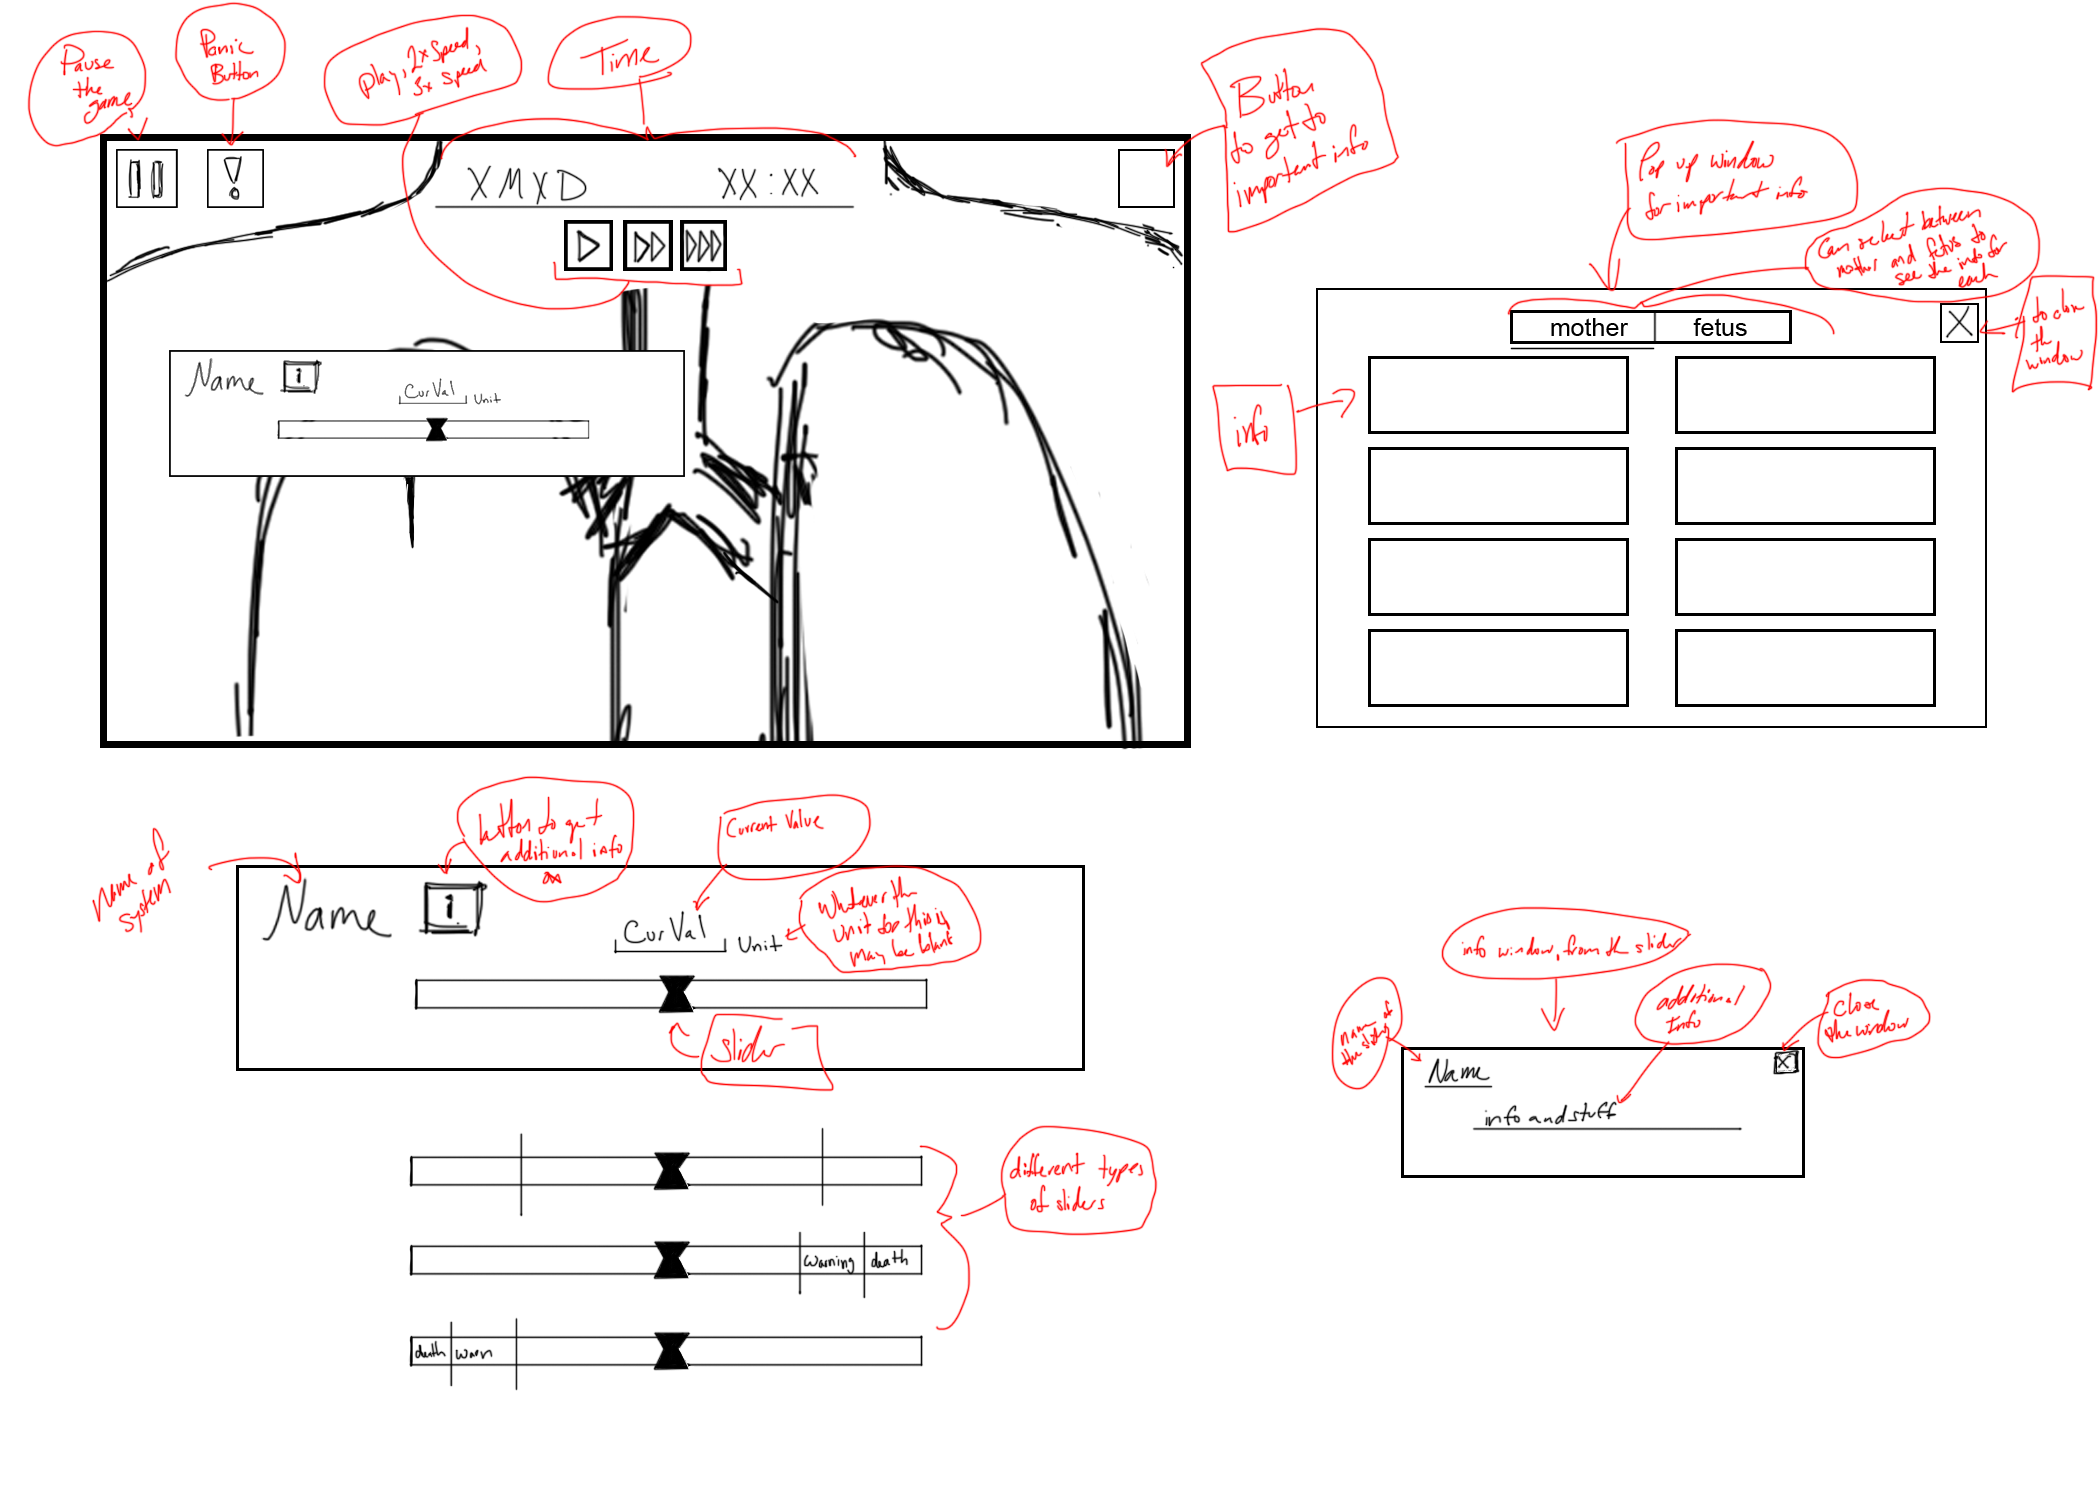 Pause
the
game
Panic
Button
play, 2x speed,
3x speed
Time
Button
to get to
important info
XMXD
XX:XX
Name
i
CurVal
Unit
Pop up window
for important info
Can select between
mother and fetus to
see the info for
each
mother
fetus
X
to close
the
window
info
Name of
system
button to get
additional info
Current Value
Whatever the
unit for this is
may be blank
Name
i
CurVal
Unit
slider
different types
of sliders
warning
death
death
warn
info window, from the slider
name of
the slider
additional
Info
Close
the window
Name
X
info and stuff